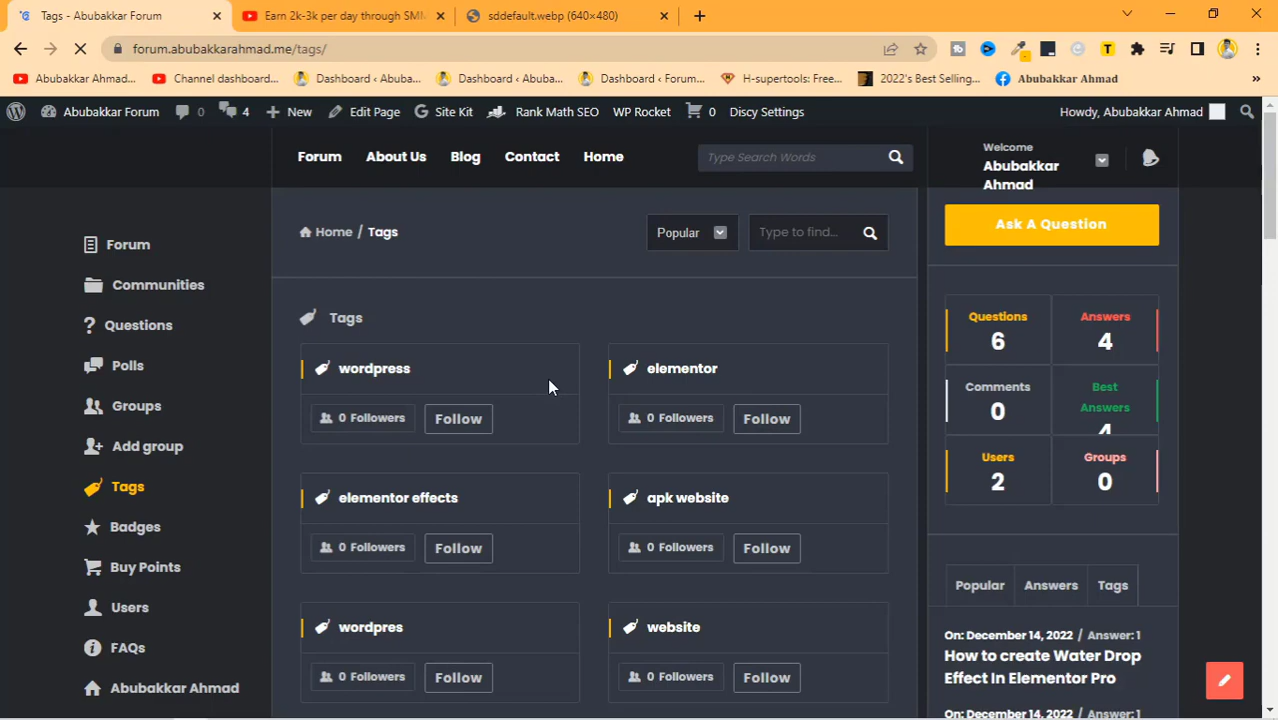 Tags - Abubakkar Forum
Earn 2k-3k per day through SMM
sddefault.webp (640×480)
forum.abubakkarahmad.me/tags/
Abubakkar Ahmad...
Channel dashboard...
Dashboard ‹ Abuba...
Dashboard ‹ Abuba...
Dashboard ‹ Forum...
H-supertools: Free...
2022's Best Selling...
Abubakkar Ahmad
»
Abubakkar Forum
0
4
New
Edit Page
Site Kit
Rank Math SEO
WP Rocket
0
Discy Settings
Howdy, Abubakkar Ahmad
Forum
About Us
Blog
Contact
Home
Type Search Words
Welcome
Abubakkar
Ahmad
Forum
Communities
Questions
Polls
Groups
Add group
Tags
Badges
Buy Points
Users
FAQs
Abubakkar Ahmad
Home / Tags
Popular
Type to find...
Tags
wordpress
0 Followers
Follow
elementor
0 Followers
Follow
elementor effects
0 Followers
Follow
apk website
0 Followers
Follow
wordpres
0 Followers
Follow
website
0 Followers
Follow
Ask A Question
Questions
6
Answers
4
Comments
0
Best
Answers
4
Users
2
Groups
0
Popular
Answers
Tags
On: December 14, 2022 / Answer: 1
How to create Water Drop
Effect In Elementor Pro
On: December 14, 2022 / Answer: 1